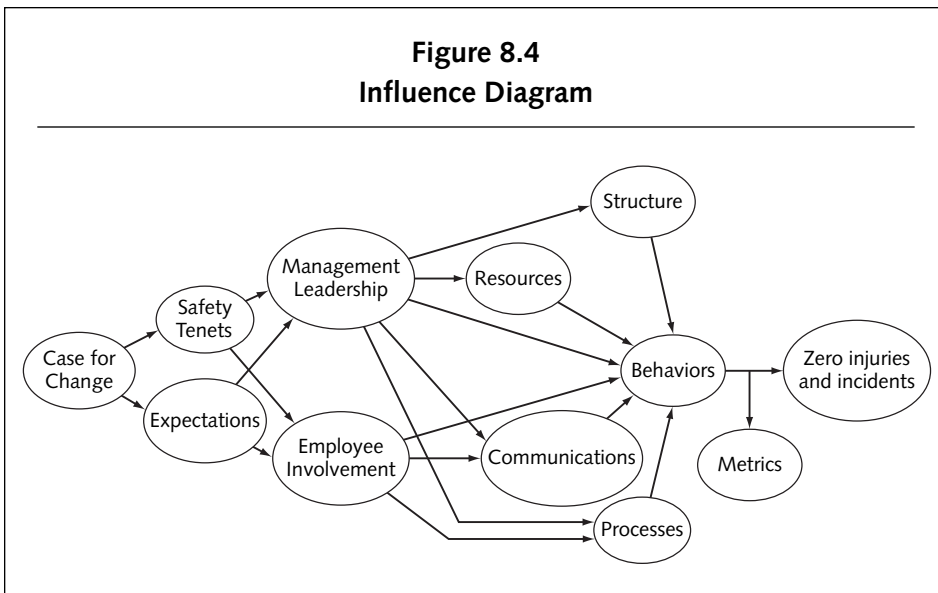 Figure 8.4
Influence Diagram
Structure
Management
Leadership
Resources
Safety
Tenets
Case for
Change
Behaviors
Zero injuries
and incidents
Expectations
Employee
Involvement
Communications
Metrics
Processes